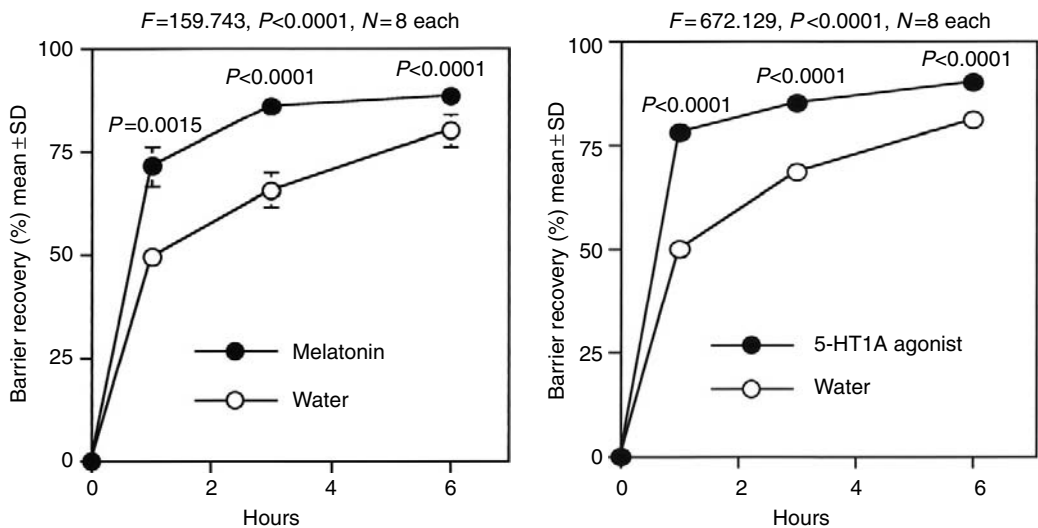 F=159.743, P<0.0001, N=8 each
Barrier recovery (%) mean ± SD
100
75
50
25
0
P=0.0015
P<0.0001
P<0.0001
Melatonin
Water
0
2
4
6
Hours
F=672.129, P<0.0001, N=8 each
Barrier recovery (%) mean ± SD
100
75
50
25
0
P<0.0001
P<0.0001
P<0.0001
5-HT1A agonist
Water
0
2
4
6
Hours